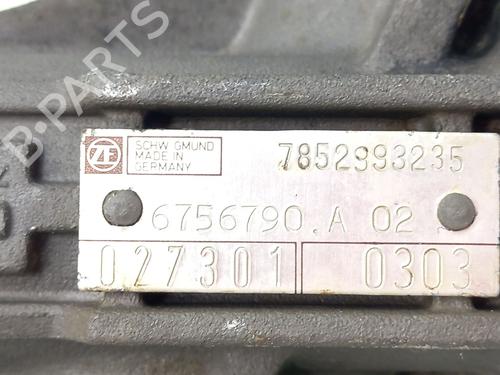 B-PARTS
ZF
SCHW. GMUND
MADE IN
GERMANY
7852993235
6756790.A 02
027301 0303